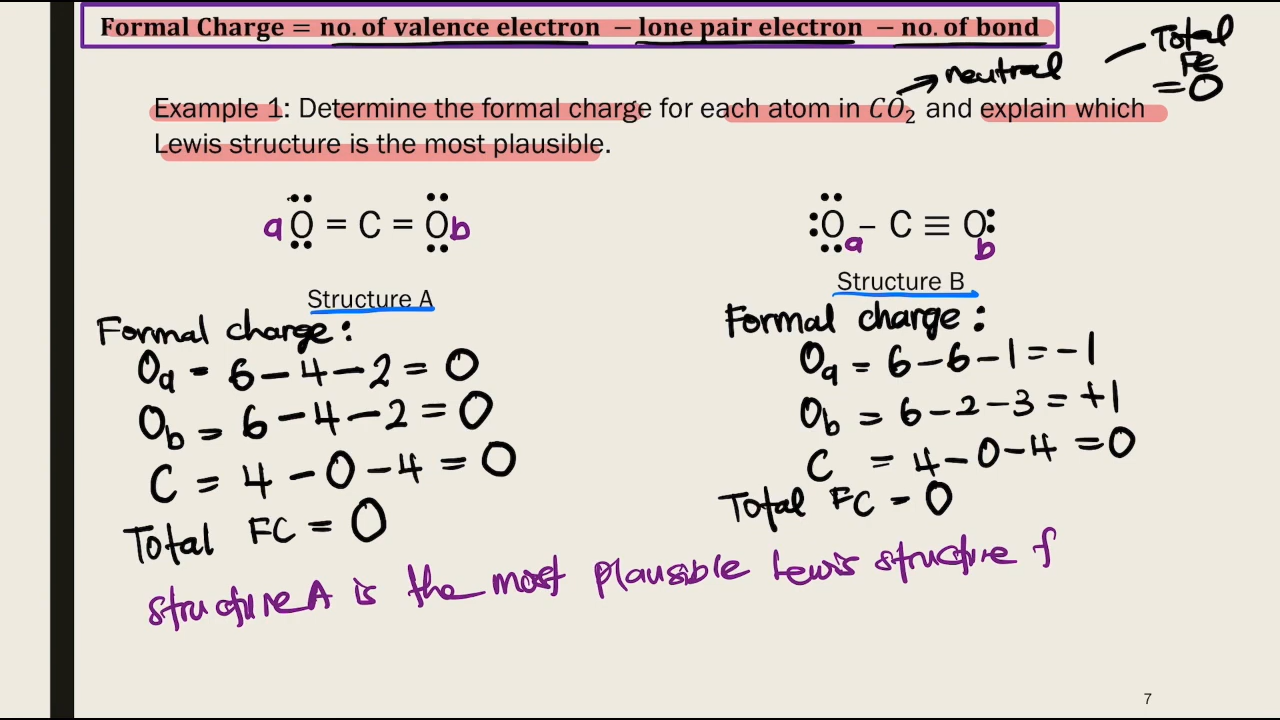 Formal Charge = no. of valence electron − lone pair electron − no. of bond
Total
FC
= 0
neutral
Example 1: Determine the formal charge for each atom in CO₂ and explain which
Lewis structure is the most plausible.
a O = C = O b
:O – C ≡ O:
a b
Structure A
Structure B
Formal charge:
Oa = 6 – 4 – 2 = 0
Ob = 6 – 4 – 2 = 0
C = 4 – 0 – 4 = 0
Total FC = 0
Formal charge:
Oa = 6 – 6 – 1 = -1
Ob = 6 – 2 – 3 = +1
C = 4 – 0 – 4 = 0
Total FC = 0
structure A is the most plausible Lewis structure f
7